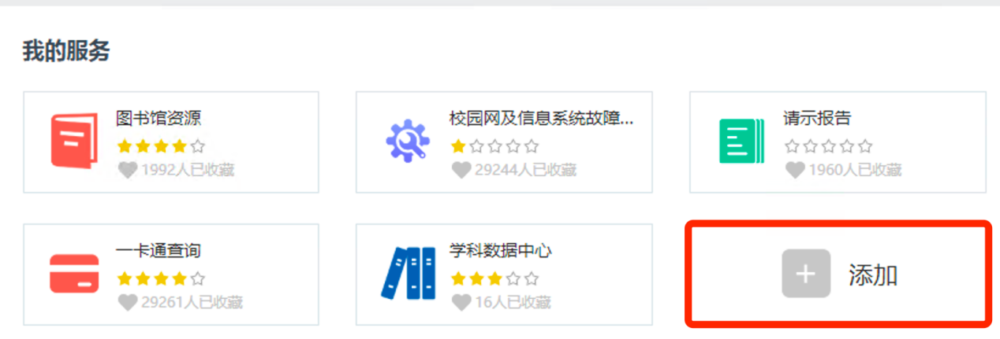 我的服务
图书馆资源
1992人已收藏
校园网及信息系统故障...
29244人已收藏
请示报告
1960人已收藏
一卡通查询
29261人已收藏
学科数据中心
16人已收藏
添加